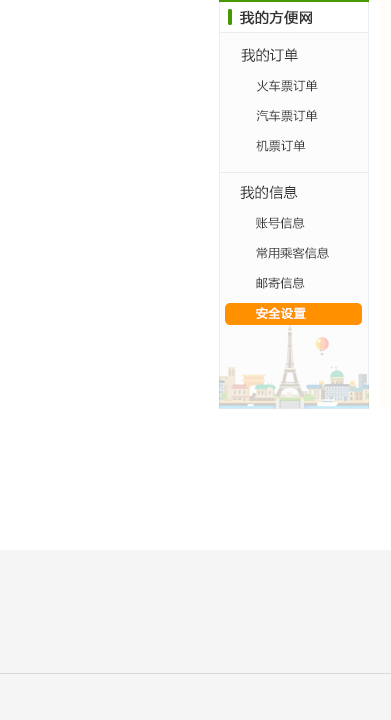 我的方便网
我的订单
火车票订单
汽车票订单
机票订单
我的信息
账号信息
常用乘客信息
邮寄信息
安全设置